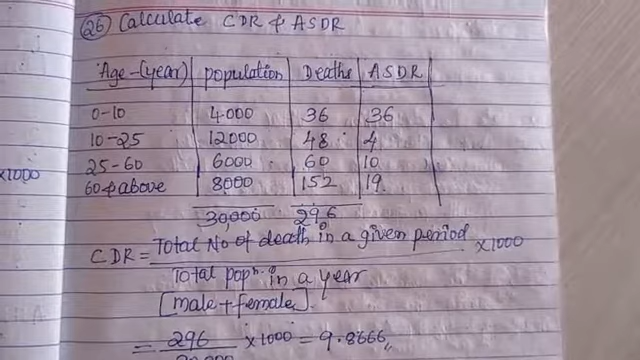 26 Calculate CDR & ASDR
Age-(year) population Deaths ASDR
0-10 4000 36 36
10-25 12000 48 4
25-60 6000 60 10
60 & above 8000 152 19
30,000 296
CDR = Total No of death in a given period x1000
Total popn. in a year
[male + female].
= 296 x1000 = 9.8666
x1000